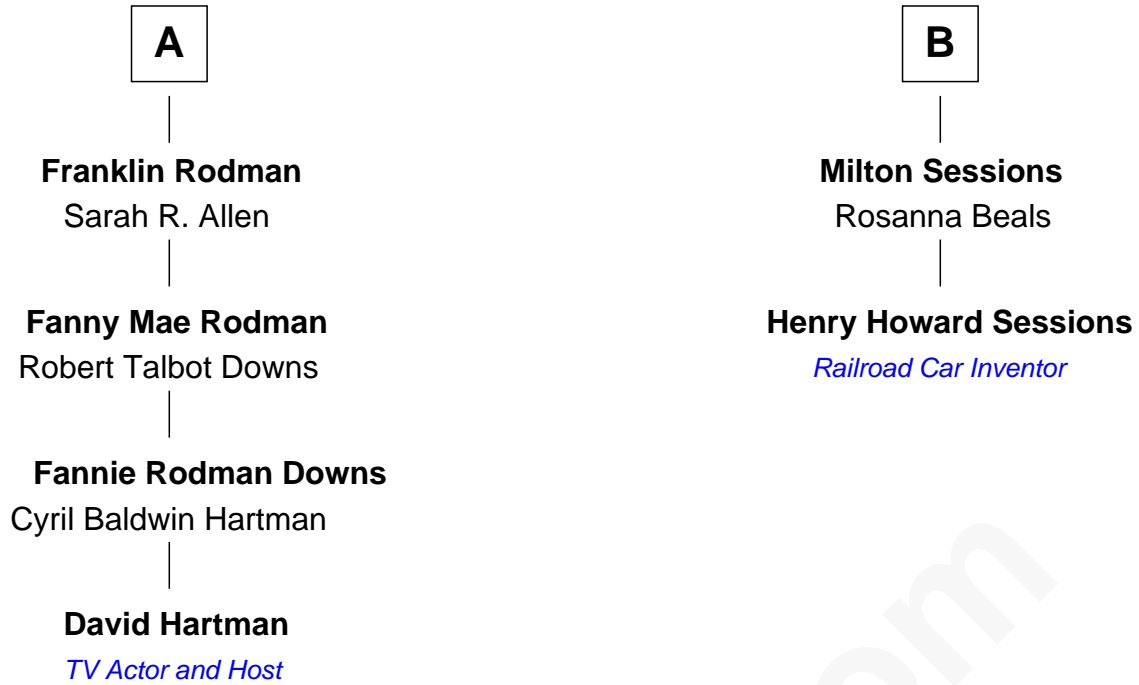 A
Franklin Rodman
Sarah R. Allen
Fanny Mae Rodman
Robert Talbot Downs
Fannie Rodman Downs
Cyril Baldwin Hartman
David Hartman
TV Actor and Host
B
Milton Sessions
Rosanna Beals
Henry Howard Sessions
Railroad Car Inventor
om